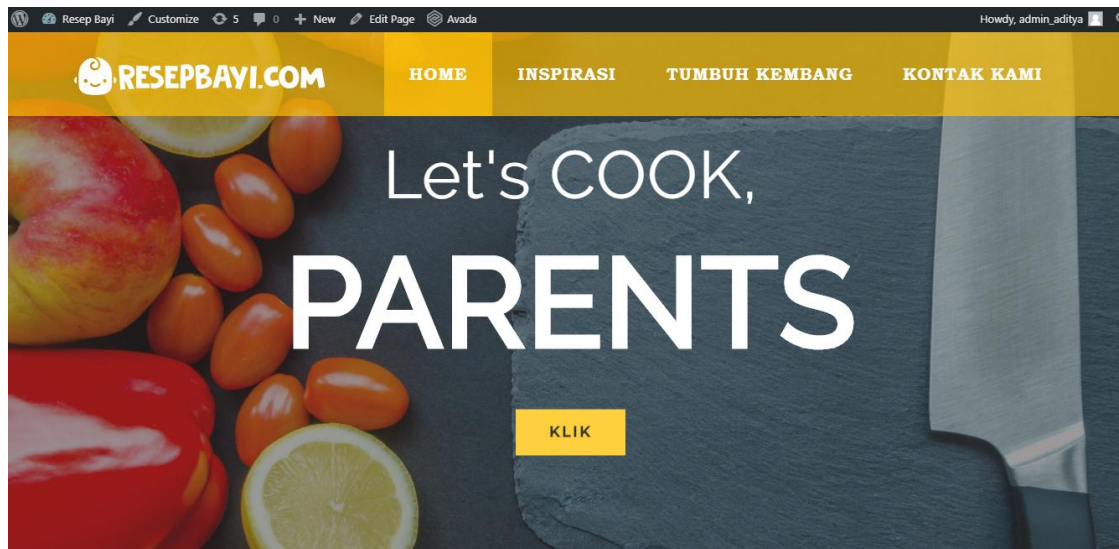 Resep Bayi Customize 5 0 New Edit Page Avada Howdy, admin_aditya
RESEPBAYI.COM HOME INSPIRASI TUMBUH KEMBANG KONTAK KAMI
Let's COOK,
PARENTS
KLIK